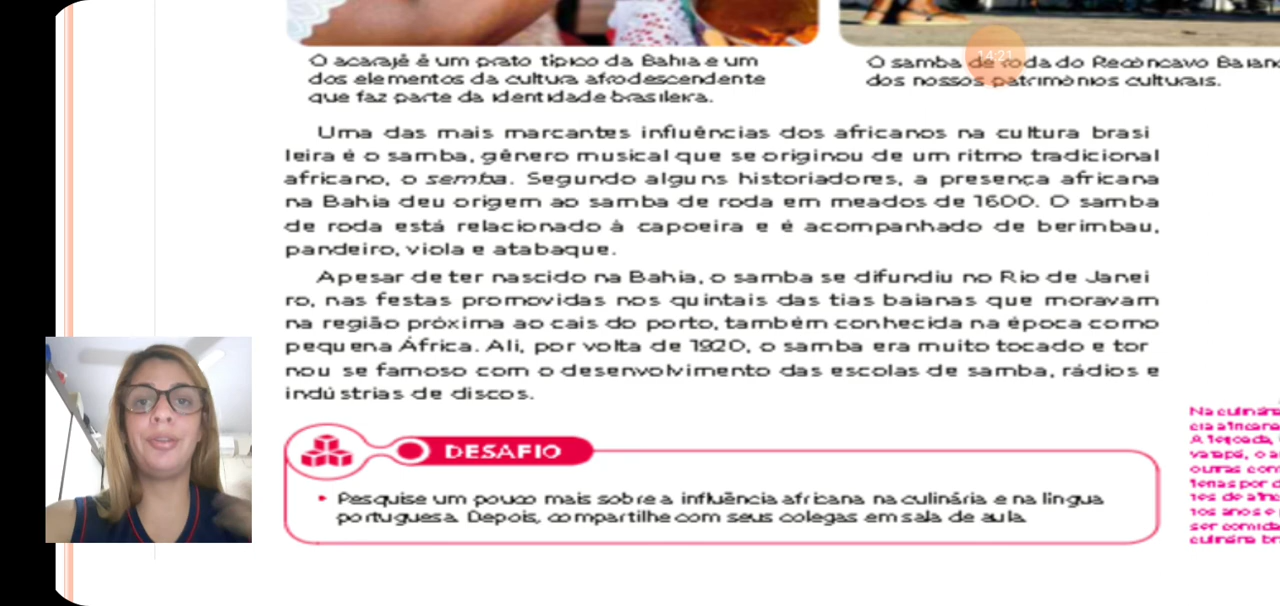 O acarajé é um prato típico da Bahia e um
dos elementos da cultura afrodescendente
que faz parte da identidade brasileira.
14:21
O samba de roda do Recôncavo Baiano
dos nossos patrimônios culturais.
Uma das mais marcantes influências dos africanos na cultura brasi
leira é o samba, gênero musical que se originou de um ritmo tradicional
africano, o semba. Segundo alguns historiadores, a presença africana
na Bahia deu origem ao samba de roda em meados de 1600. O samba
de roda está relacionado à capoeira e é acompanhado de berimbau,
pandeiro, viola e atabaque.
Apesar de ter nascido na Bahia, o samba se difundiu no Rio de Janei
ro, nas festas promovidas nos quintais das tias baianas que moravam
na região próxima ao cais do porto, também conhecida na época como
pequena África. Ali, por volta de 1920, o samba era muito tocado e tor
nou se famoso com o desenvolvimento das escolas de samba, rádios e
indústrias de discos.
DESAFIO
• Pesquise um pouco mais sobre a influência africana na culinária e na língua
portuguesa. Depois, compartilhe com seus colegas em sala de aula.
Na culinária
A feijoada,